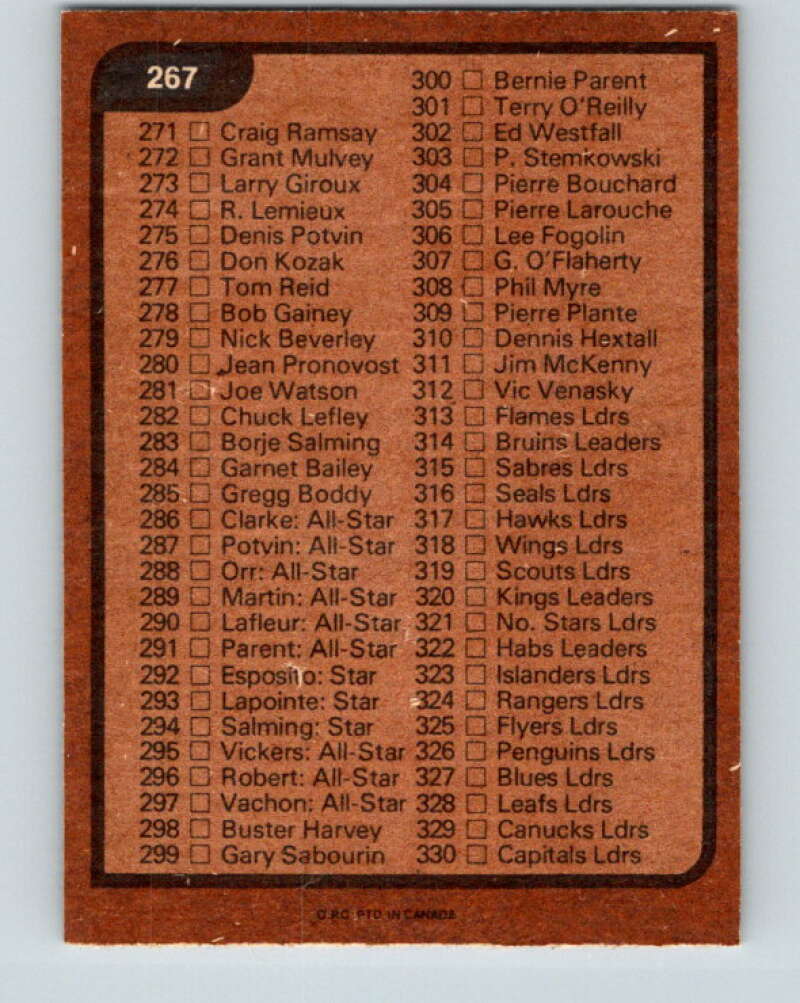 267
271 Craig Ramsay
272 Grant Mulvey
273 Larry Giroux
274 R. Lemieux
275 Denis Potvin
276 Don Kozak
277 Tom Reid
278 Bob Gainey
279 Nick Beverley
280 Jean Pronovost
281 Joe Watson
282 Chuck Lefley
283 Borje Salming
284 Garnet Bailey
285 Gregg Boddy
286 Clarke: All-Star
287 Potvin: All-Star
288 Orr: All-Star
289 Martin: All-Star
290 Lafleur: All-Star
291 Parent: All-Star
292 Esposito: Star
293 Lapointe: Star
294 Salming: Star
295 Vickers: All-Star
296 Robert: All-Star
297 Vachon: All-Star
298 Buster Harvey
299 Gary Sabourin
300 Bernie Parent
301 Terry O'Reilly
302 Ed Westfall
303 P. Stemkowski
304 Pierre Bouchard
305 Pierre Larouche
306 Lee Fogolin
307 G. O'Flaherty
308 Phil Myre
309 Pierre Plante
310 Dennis Hextall
311 Jim McKenny
312 Vic Venasky
313 Flames Ldrs
314 Bruins Leaders
315 Sabres Ldrs
316 Seals Ldrs
317 Hawks Ldrs
318 Wings Ldrs
319 Scouts Ldrs
320 Kings Leaders
321 No. Stars Ldrs
322 Habs Leaders
323 Islanders Ldrs
324 Rangers Ldrs
325 Flyers Ldrs
326 Penguins Ldrs
327 Blues Ldrs
328 Leafs Ldrs
329 Canucks Ldrs
330 Capitals Ldrs
O.P.C. PTD. IN CANADA